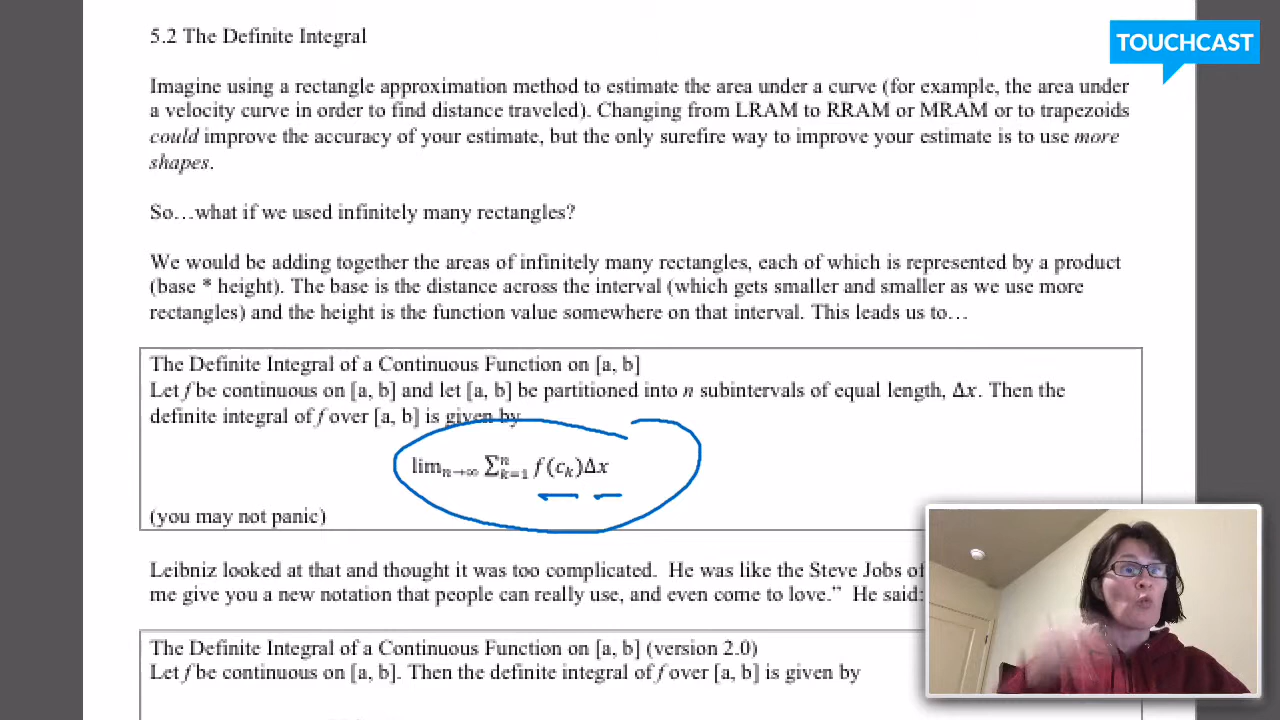 5.2 The Definite Integral
TOUCHCAST
Imagine using a rectangle approximation method to estimate the area under a curve (for example, the area under
a velocity curve in order to find distance traveled). Changing from LRAM to RRAM or MRAM or to trapezoids
could improve the accuracy of your estimate, but the only surefire way to improve your estimate is to use more
shapes.
So…what if we used infinitely many rectangles?
We would be adding together the areas of infinitely many rectangles, each of which is represented by a product
(base * height). The base is the distance across the interval (which gets smaller and smaller as we use more
rectangles) and the height is the function value somewhere on that interval. This leads us to…
The Definite Integral of a Continuous Function on [a, b]
Let f be continuous on [a, b] and let [a, b] be partitioned into n subintervals of equal length, Δx. Then the
definite integral of f over [a, b] is given by
lim_{n→∞} ∑_{k=1}^{n} f(c_k)Δx
(you may not panic)
Leibniz looked at that and thought it was too complicated. He was like the Steve Jobs of
me give you a new notation that people can really use, and even come to love.” He said:
The Definite Integral of a Continuous Function on [a, b] (version 2.0)
Let f be continuous on [a, b]. Then the definite integral of f over [a, b] is given by